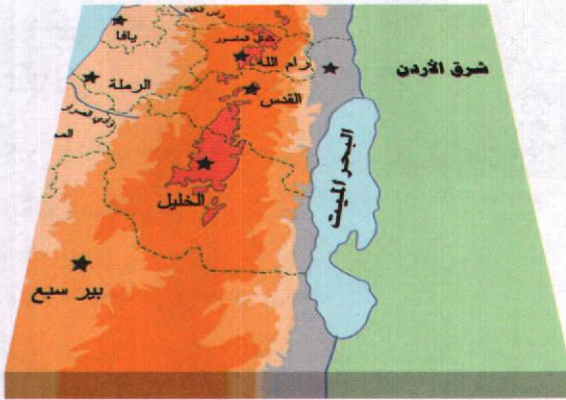 يافا
رام الله
شرق الأردن
الرملة
القدس
البحر الميت
الخليل
بير سبع